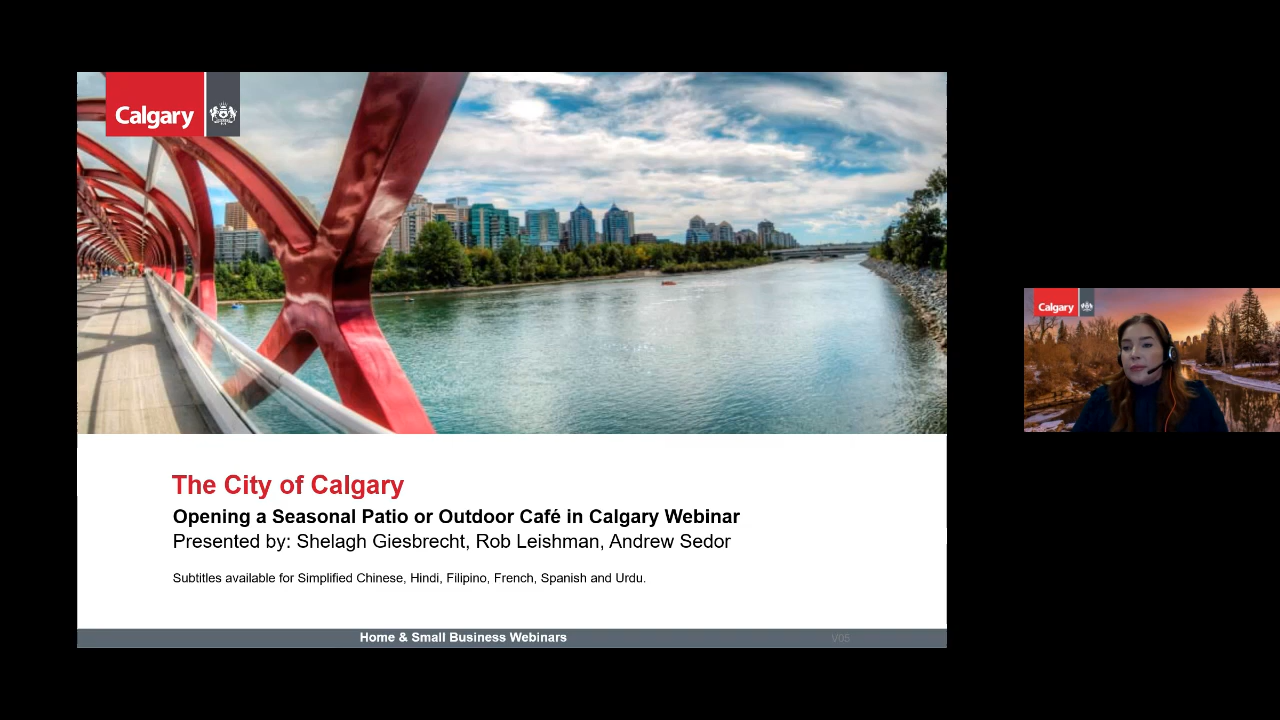 Calgary
The City of Calgary
Opening a Seasonal Patio or Outdoor Café in Calgary Webinar
Presented by: Shelagh Giesbrecht, Rob Leishman, Andrew Sedor
Subtitles available for Simplified Chinese, Hindi, Filipino, French, Spanish and Urdu.
Home & Small Business Webinars
V05
Calgary